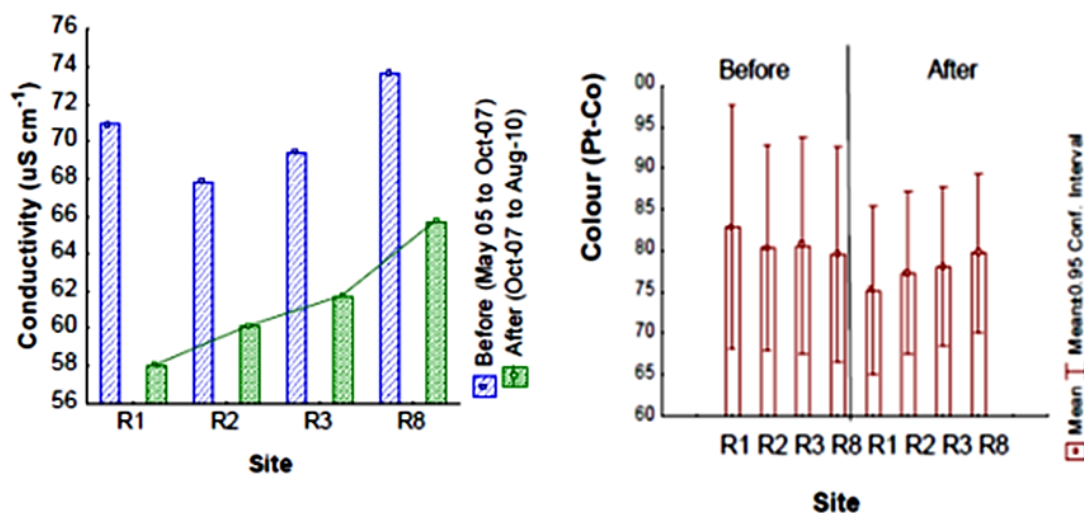 76
74
72
70
68
66
64
62
60
58
56
Conductivity (uS cm⁻¹)
R1 R2 R3 R8
Site
Before (May 05 to Oct-07)
After (Oct-07 to Aug-10)
Before After
00
95
90
85
80
75
70
65
60
Colour (Pt-Co)
R1 R2 R3 R8 R1 R2 R3 R8
Site
Mean Mean±0.95 Conf. Interval